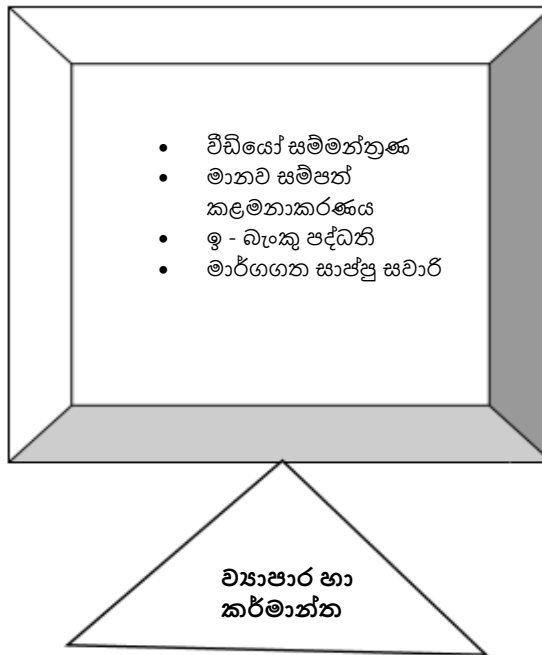 • වීඩියෝ සම්මන්ත්‍රණ
• මානව සම්පත්
කළමනාකරණය
• ඉ - බැංකු පද්ධති
• මාර්ගගත සාප්පු සවාරි
ව්‍යාපාර හා
කර්මාන්ත